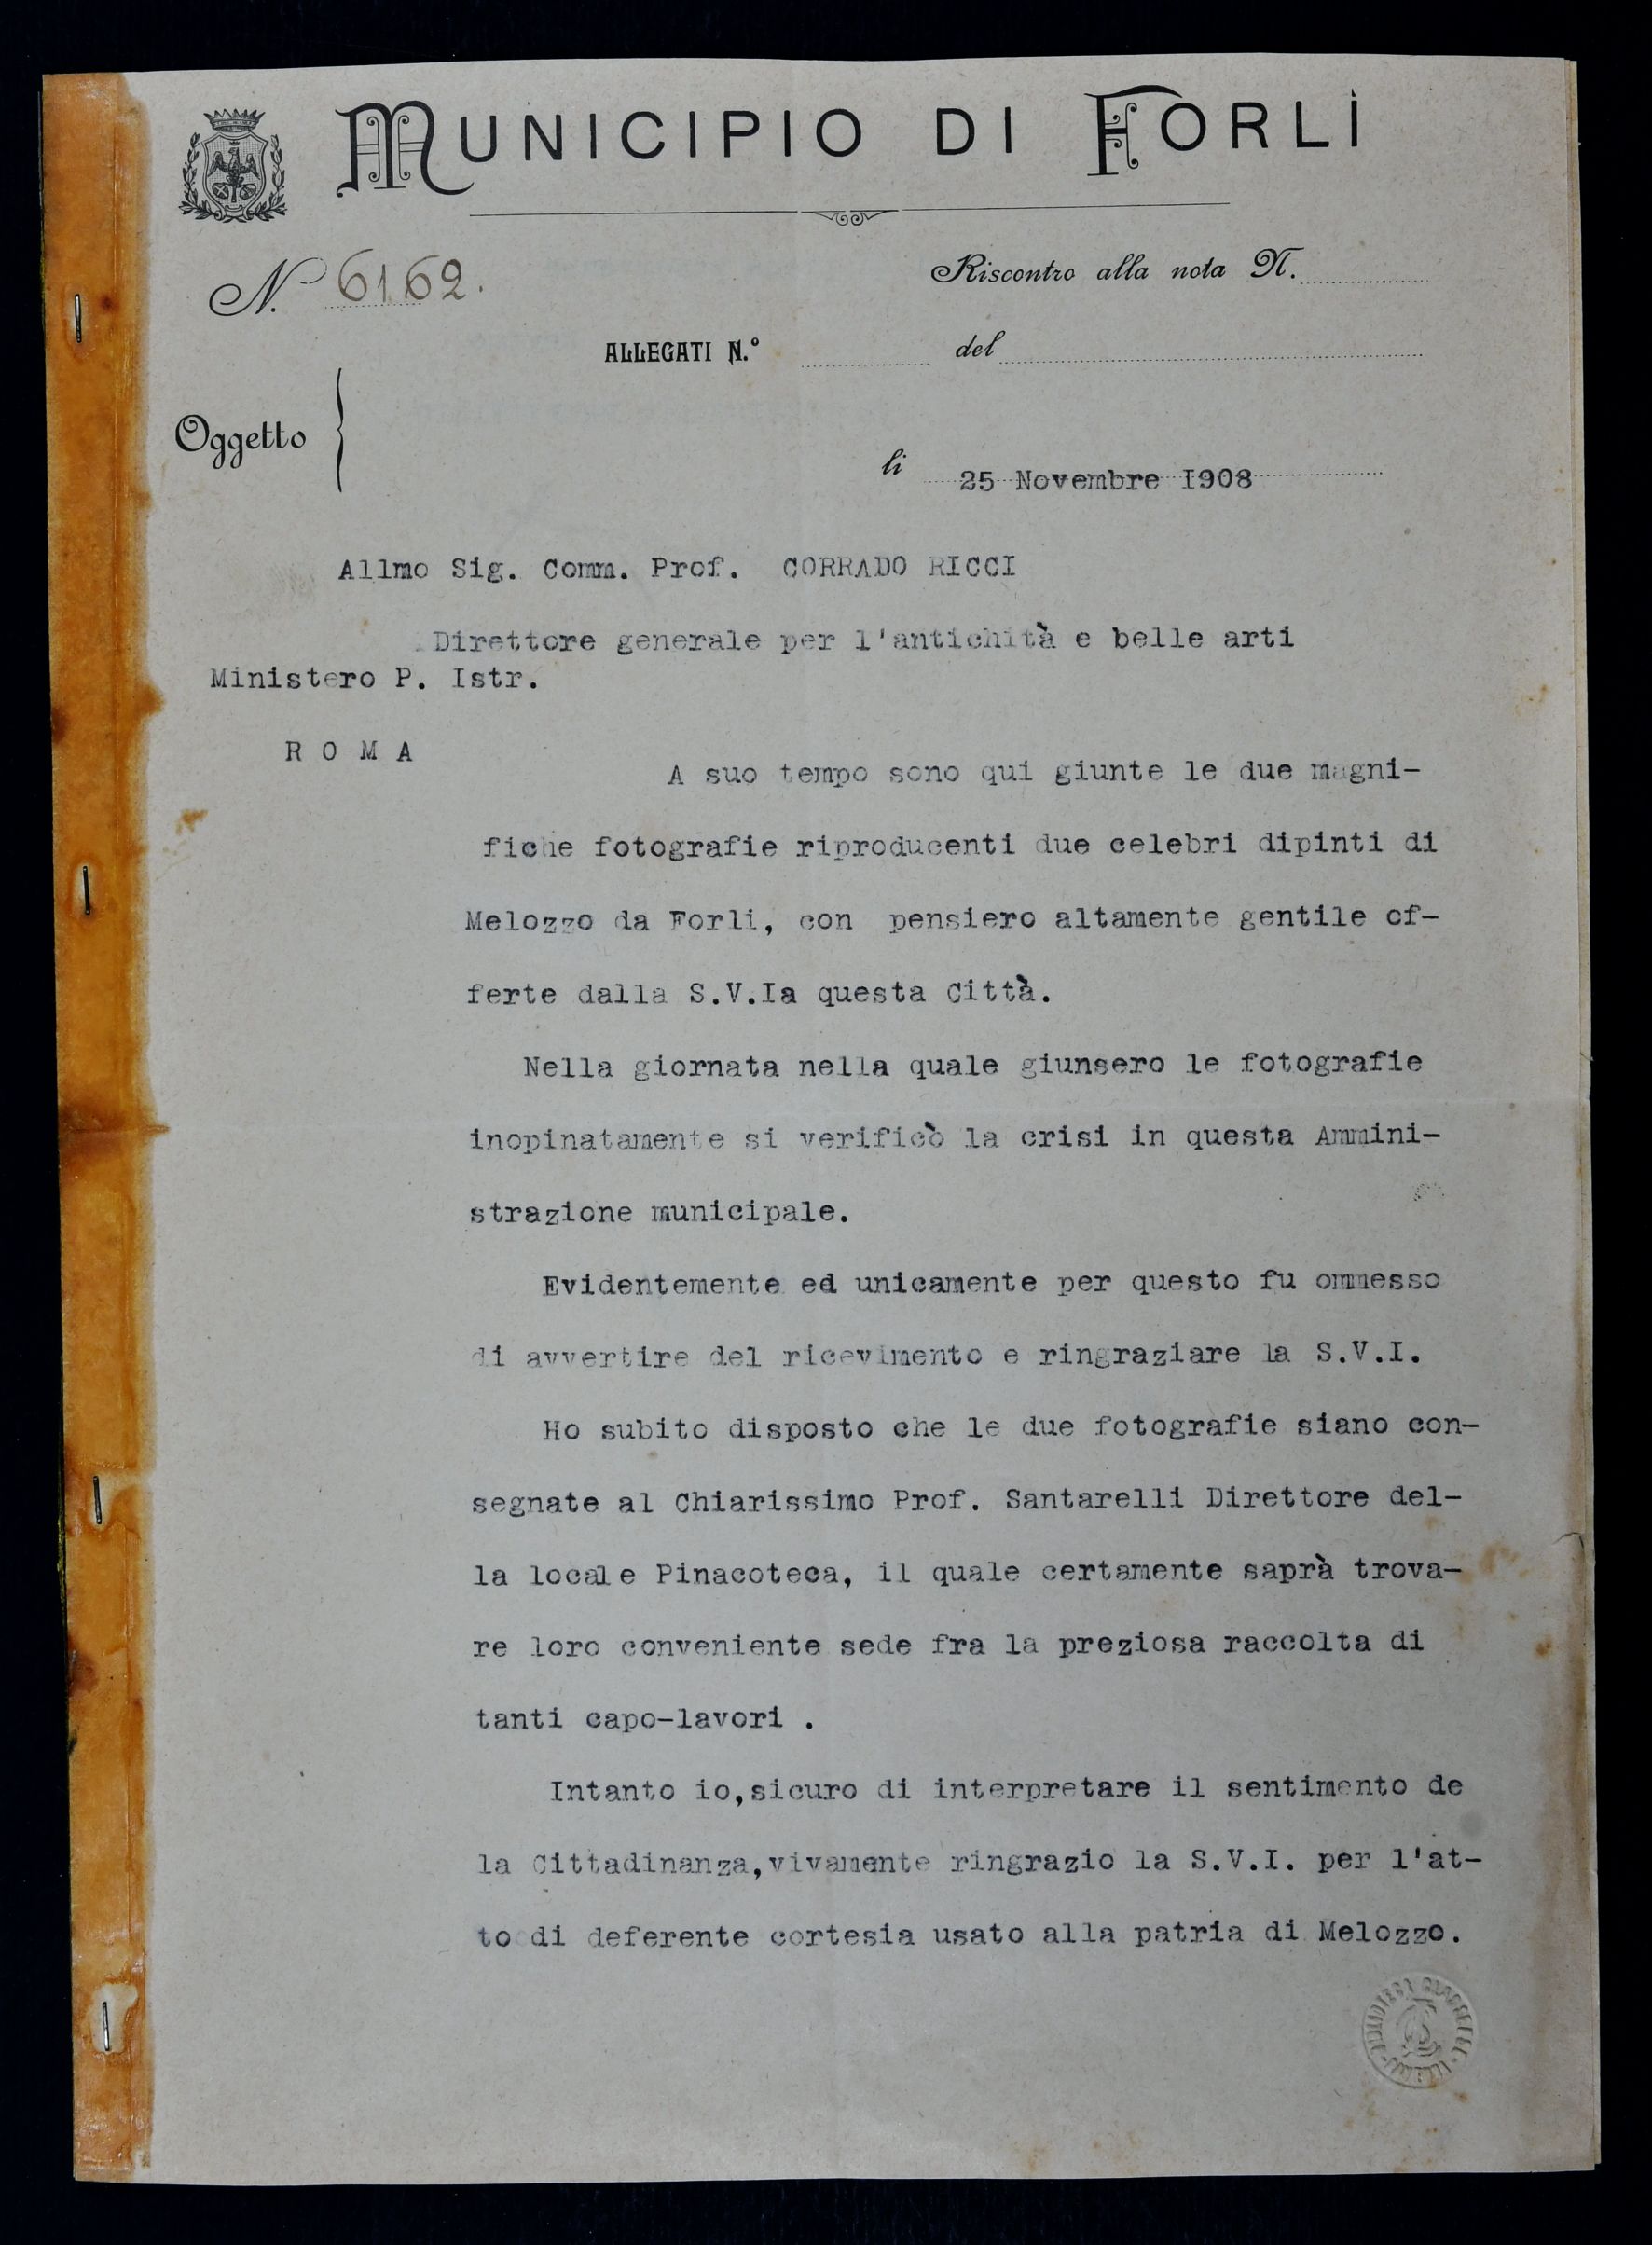 MUNICIPIO DI FORLÌ
N. 6162.
Riscontro alla nota N.
ALLEGATI N.º
del
Oggetto
li 25 Novembre I908
Allmo Sig. Comm. Prof. CORRADO RICCI
Direttore generale per l'antichità e belle arti
Ministero P. Istr.
R O M A
A suo tempo sono qui giunte le due magni-
fiche fotografie riproducenti due celebri dipinti di
Melozzo da Forli, con pensiero altamente gentile of-
ferte dalla S.V.Ia questa Città.
Nella giornata nella quale giunsero le fotografie
inopinatamente si verificò la crisi in questa Ammini-
strazione municipale.
Evidentemente ed unicamente per questo fu ommesso
di avvertire del ricevimento e ringraziare la S.V.I.
Ho subito disposto che le due fotografie siano con-
segnate al Chiarissimo Prof. Santarelli Direttore del-
la locale Pinacoteca, il quale certamente saprà trova-
re loro conveniente sede fra la preziosa raccolta di
tanti capo-lavori .
Intanto io,sicuro di interpretare il sentimento de
la Cittadinanza,vivamente ringrazio la S.V.I. per l'at-
to di deferente cortesia usato alla patria di Melozzo.